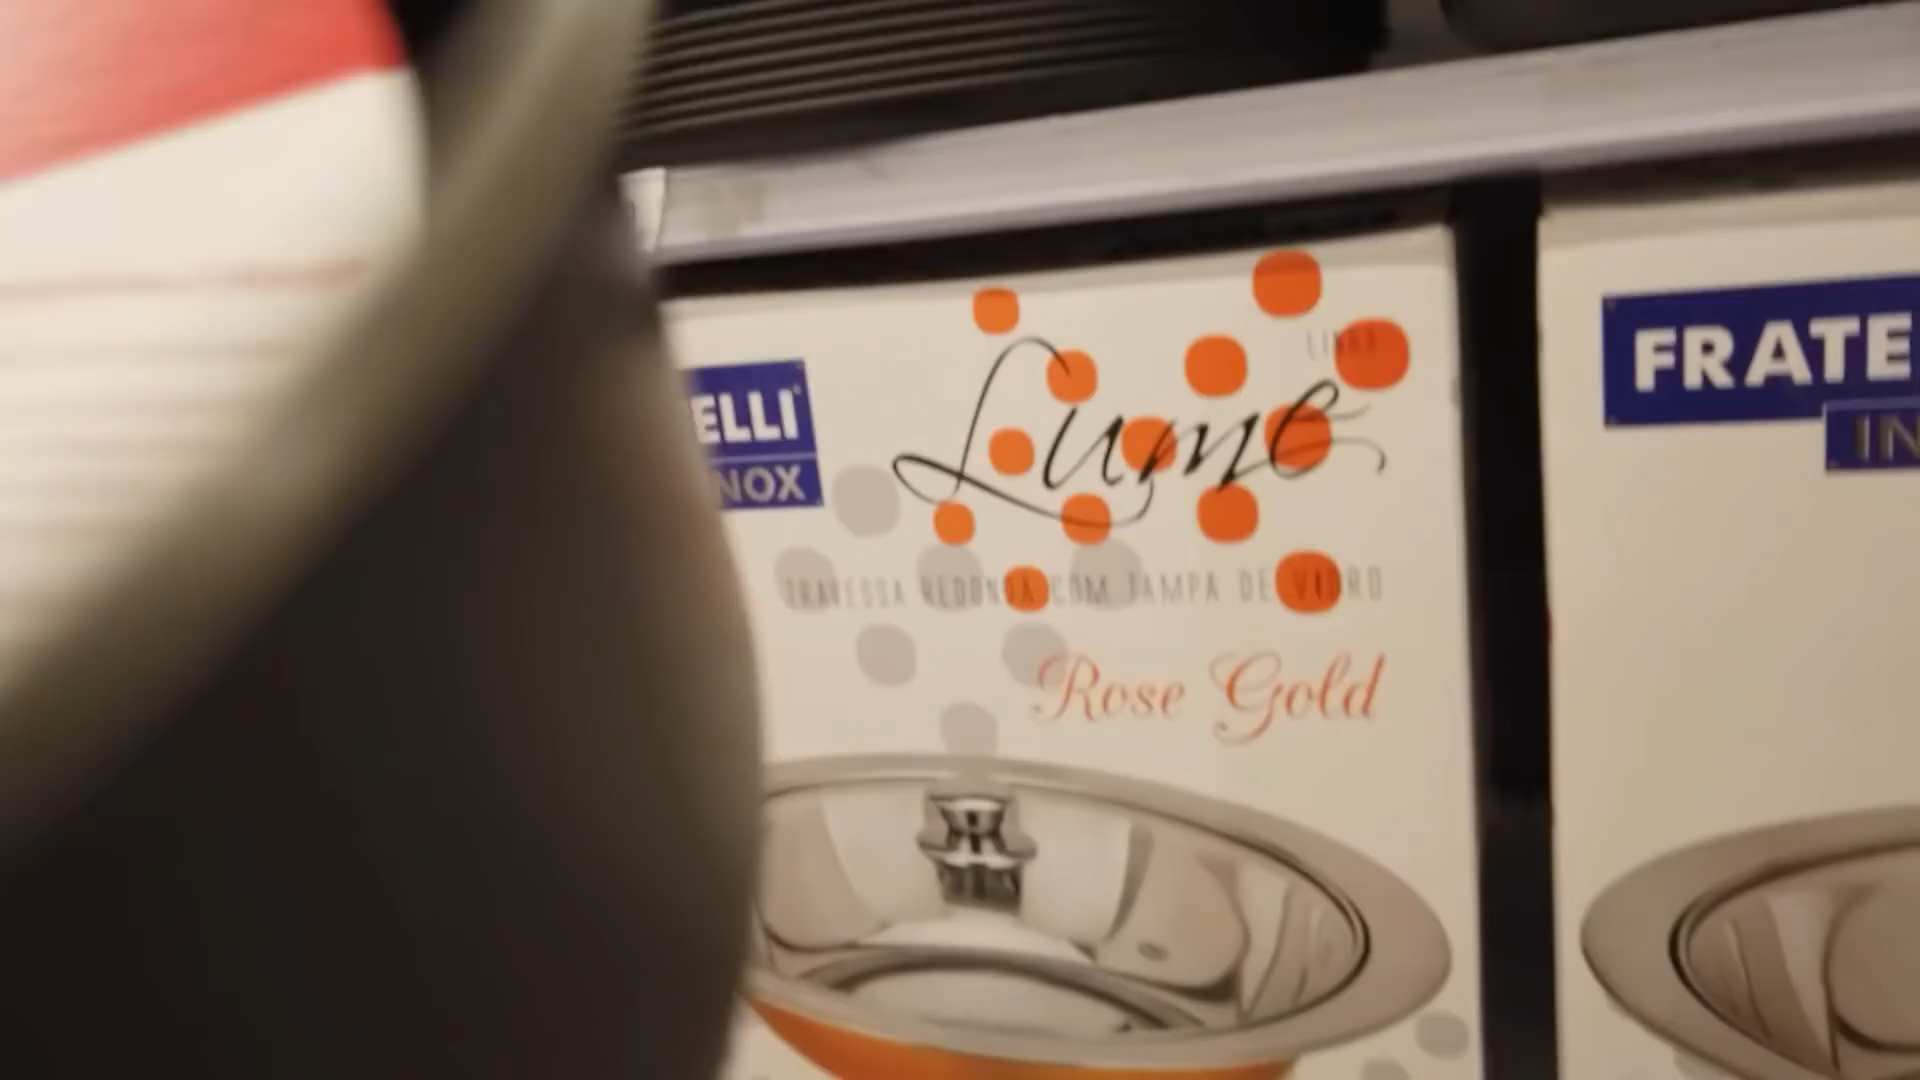 ELLI
NOX
LINHA
Lume
TRAVESSA REDONDA COM TAMPA DE VIDRO
Rose Gold
FRATE
IN